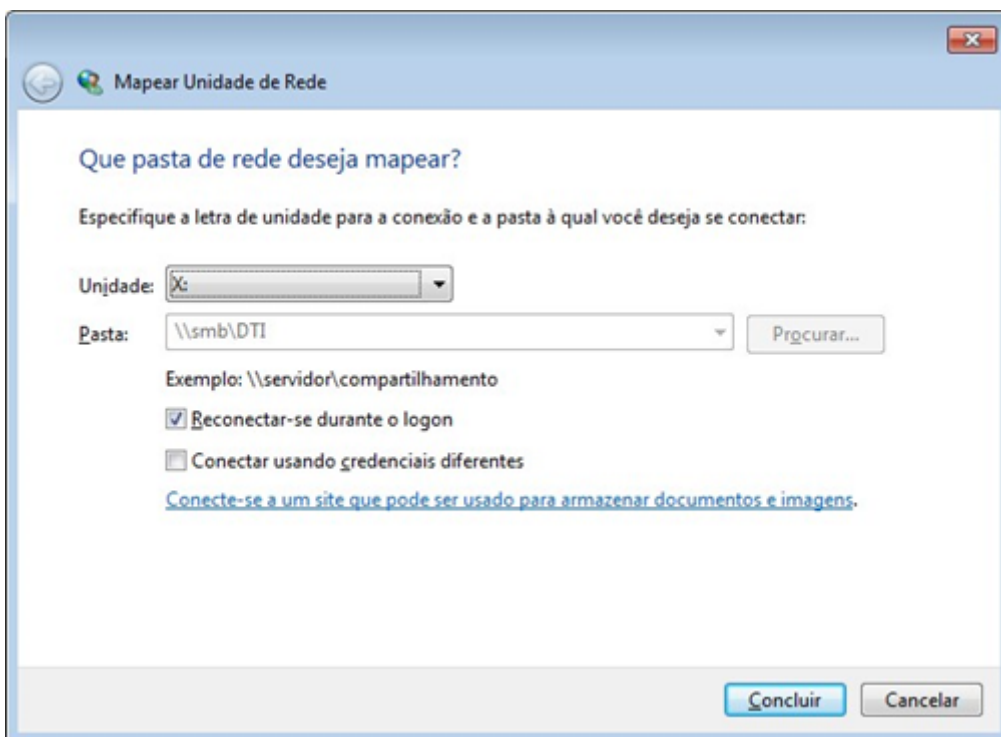 Mapear Unidade de Rede
Que pasta de rede deseja mapear?
Especifique a letra de unidade para a conexão e a pasta à qual você deseja se conectar:
Unidade: X:
Pasta: \\smb\DTI Procurar...
Exemplo: \\servidor\compartilhamento
Reconectar-se durante o logon
Conectar usando credenciais diferentes
Conecte-se a um site que pode ser usado para armazenar documentos e imagens.
Concluir Cancelar